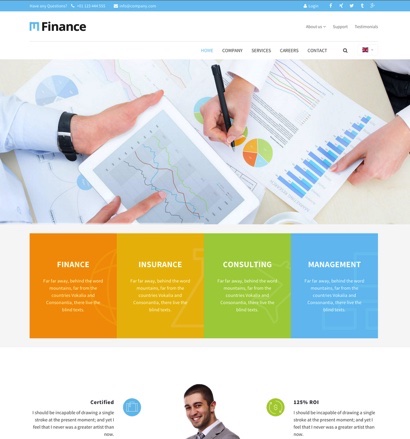 Have you Questions?
+01 123 444 555
info@company.com
Login
Finance
About us
Support
Testimonials
HOME
COMPANY
SERVICES
CAREERS
CONTACT
FINANCE
Far far away, behind the word
mountains, far from the
countries Vokalia and
Consonantia, there live the
blind texts.
INSURANCE
Far far away, behind the word
mountains, far from the
countries Vokalia and
Consonantia, there live the
blind texts.
CONSULTING
Far far away, behind the word
mountains, far from the
countries Vokalia and
Consonantia, there live the
blind texts.
MANAGEMENT
Far far away, behind the word
mountains, far from the
countries Vokalia and
Consonantia, there live the
blind texts.
Certified
I should be incapable of drawing a single
stroke at the present moment; and yet I
feel that I never was a greater artist than
now.
125% ROI
I should be incapable of drawing a single
stroke at the present moment; and yet I
feel that I never was a greater artist than
now.